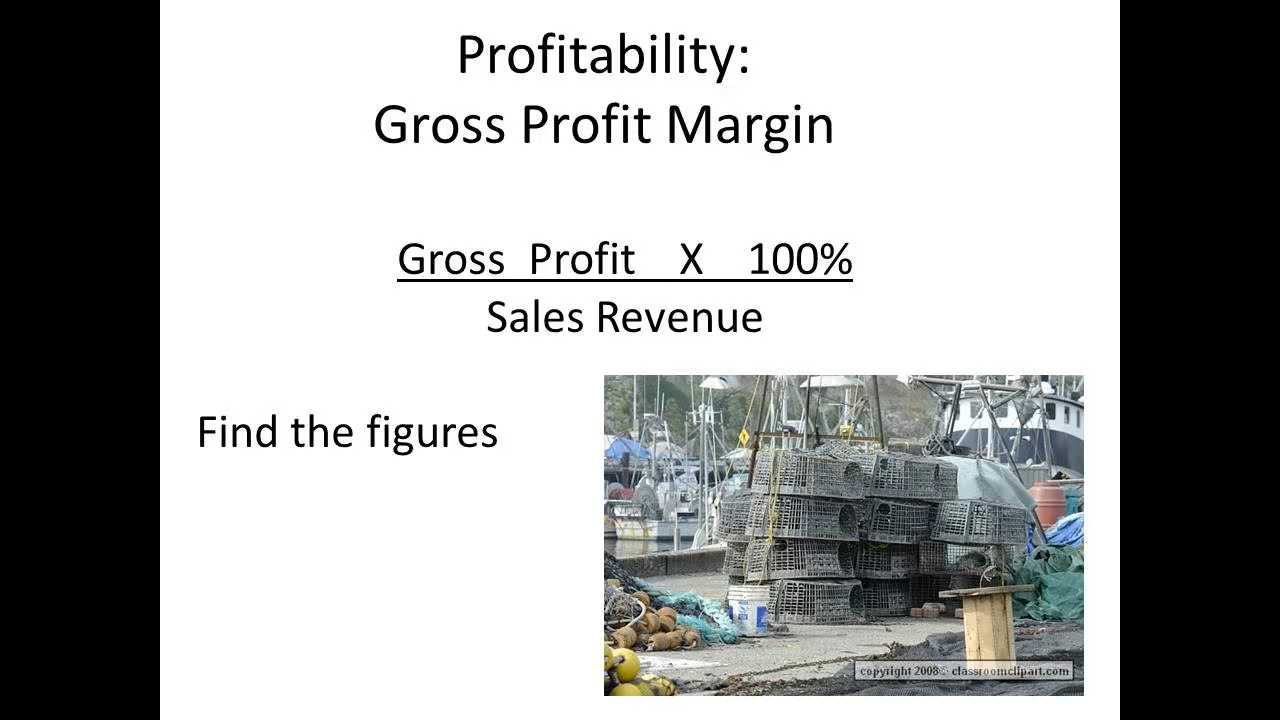 Profitability:
Gross Profit Margin
Gross Profit X 100%
Sales Revenue
Find the figures
copyright 2008© classroomclipart.com